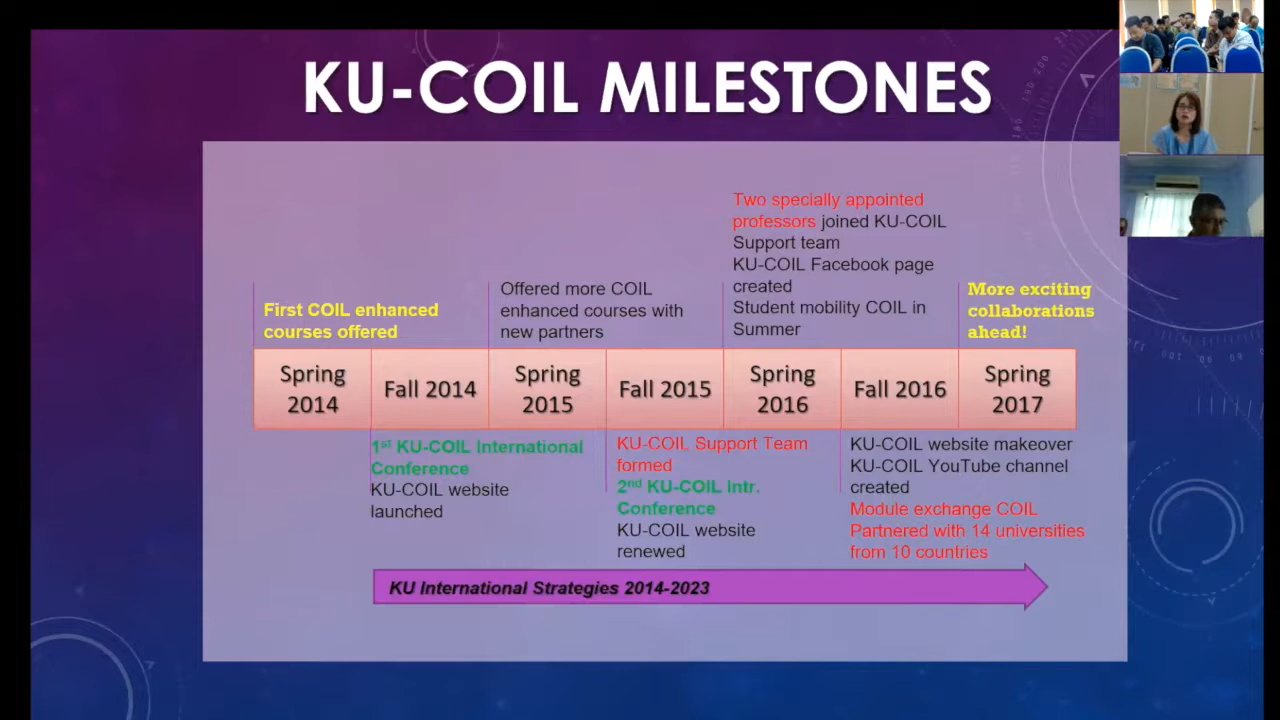 KU-COIL MILESTONES
Two specially appointed
professors joined KU-COIL
Support team
KU-COIL Facebook page
created
Student mobility COIL in
Summer
First COIL enhanced
courses offered
Offered more COIL
enhanced courses with
new partners
More exciting
collaborations
ahead!
Spring
2014
Fall 2014
Spring
2015
Fall 2015
Spring
2016
Fall 2016
Spring
2017
1st KU-COIL International
Conference
KU-COIL website
launched
KU-COIL Support Team
formed
2nd KU-COIL Intr.
Conference
KU-COIL website
renewed
KU-COIL website makeover
KU-COIL YouTube channel
created
Module exchange COIL
Partnered with 14 universities
from 10 countries
KU International Strategies 2014-2023